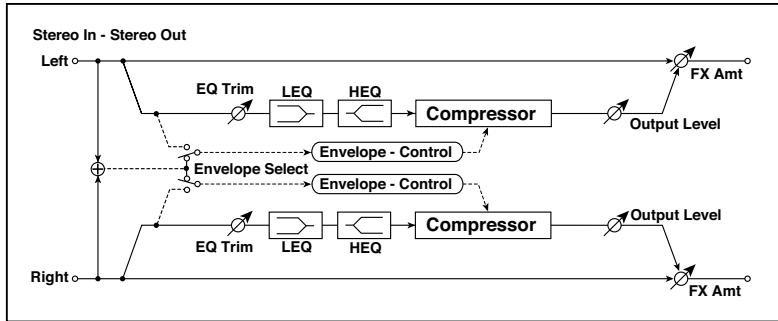 Stereo In - Stereo Out
Left
FX Amt
EQ Trim
LEQ
HEQ
Compressor
Output Level
Envelope - Control
Envelope Select
Envelope - Control
Output Level
EQ Trim
LEQ
HEQ
Compressor
Right
FX Amt